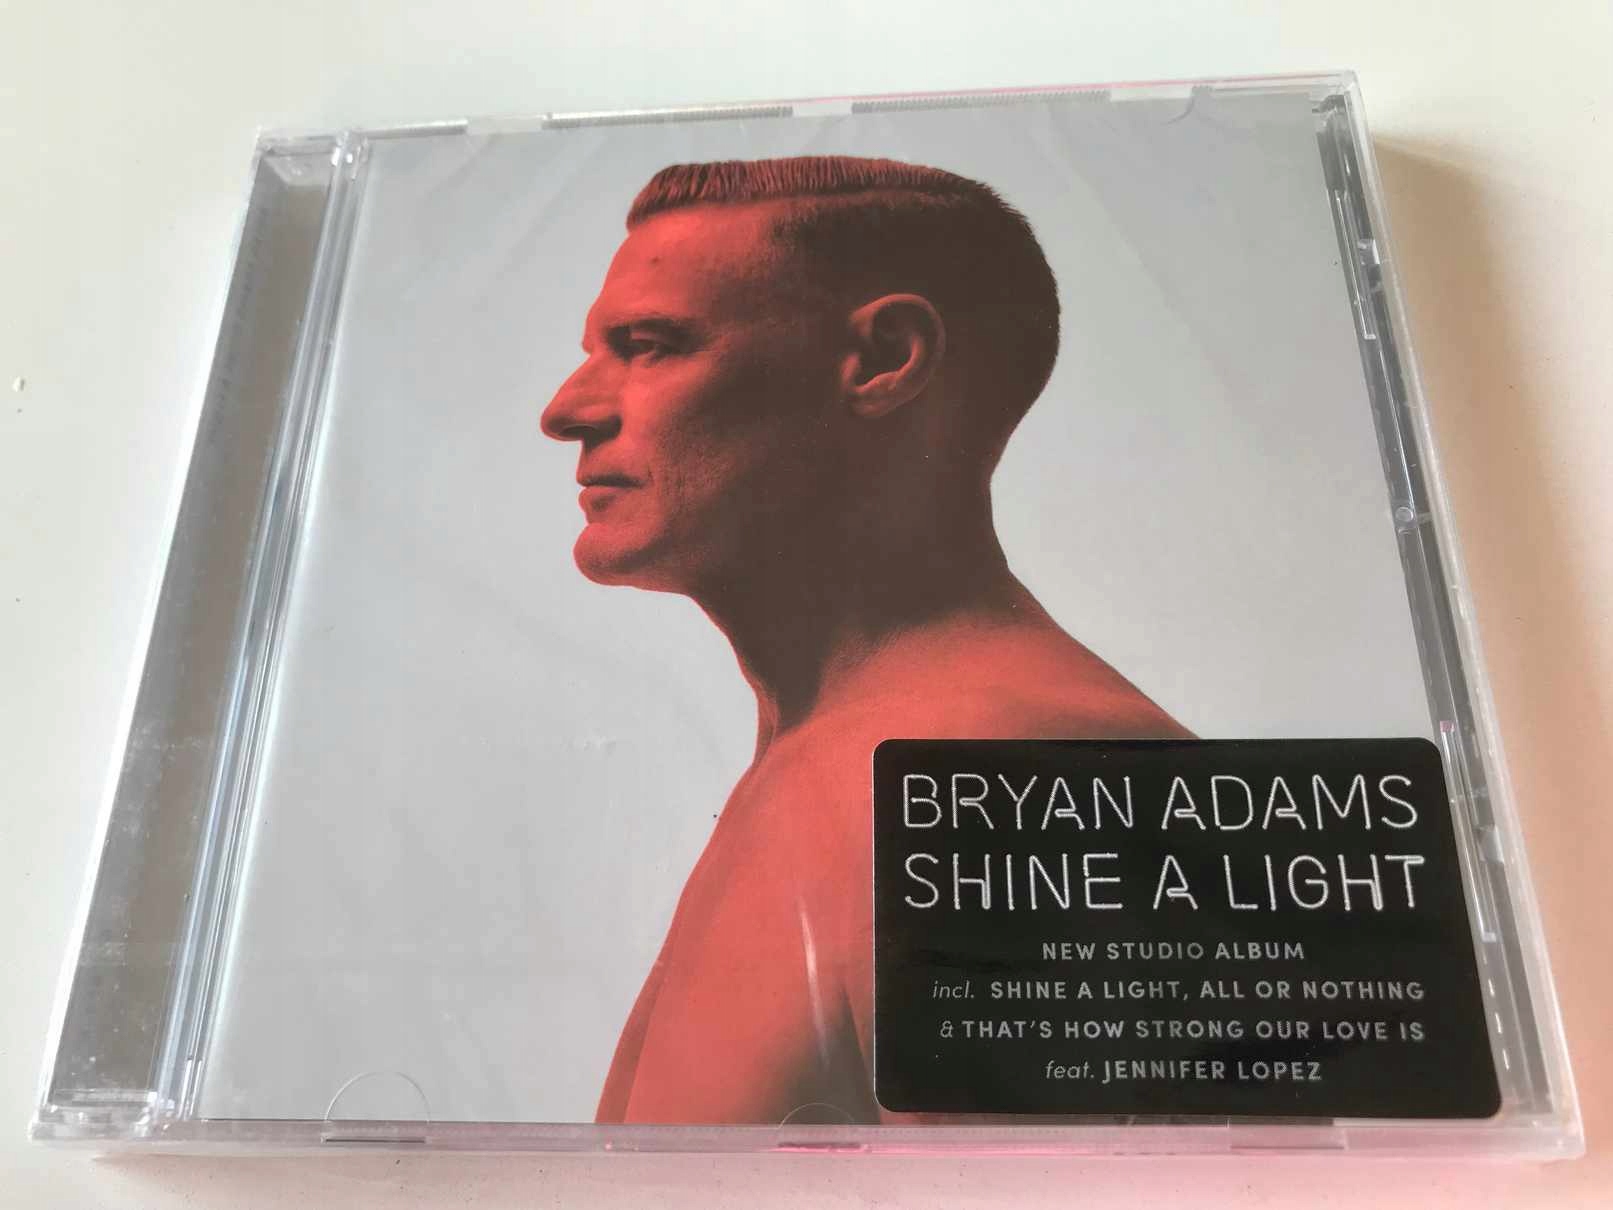 BRYAN ADAMS
SHINE A LIGHT
NEW STUDIO ALBUM
incl. SHINE A LIGHT, ALL OR NOTHING
& THAT'S HOW STRONG OUR LOVE IS
feat. JENNIFER LOPEZ